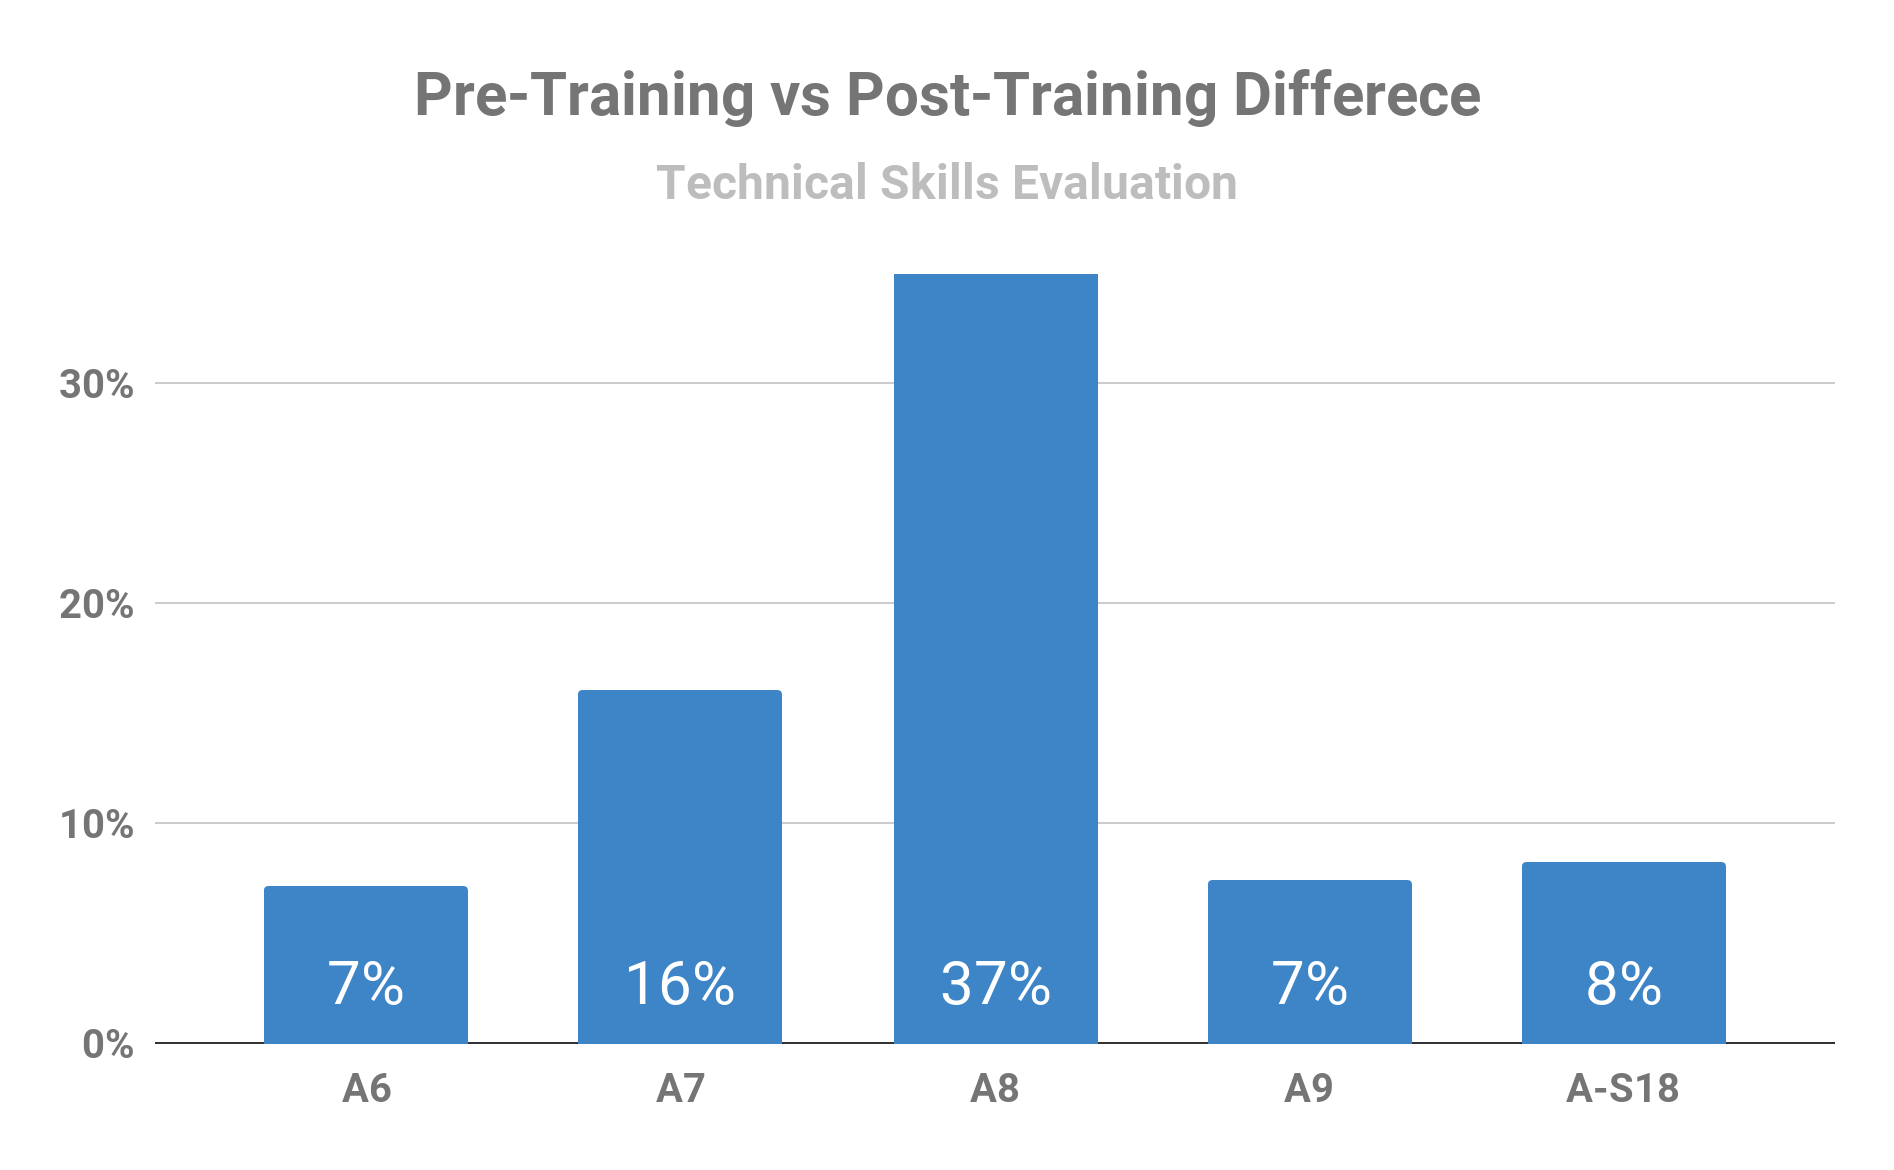 Pre-Training vs Post-Training Differece
Technical Skills Evaluation
30%
20%
10%
0%
7%
16%
37%
7%
8%
A6
A7
A8
A9
A-S18